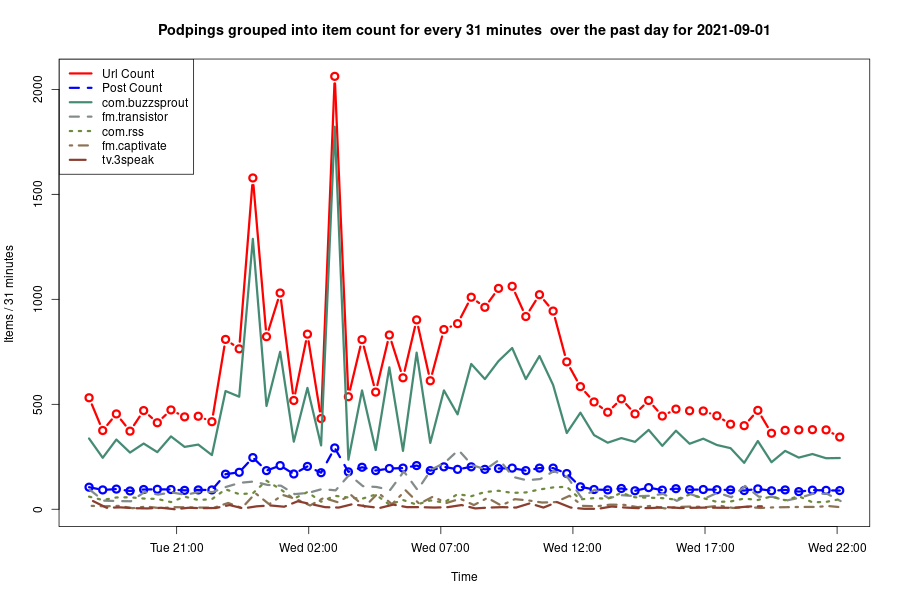 Podpings grouped into item count for every 31 minutes  over the past day for 2021-09-01
Url Count
Post Count
com.buzzsprout
fm.transistor
com.rss
fm.captivate
tv.3speak
Items / 31 minutes
2000
1500
1000
500
0
Tue 21:00
Wed 02:00
Wed 07:00
Wed 12:00
Wed 17:00
Wed 22:00
Time